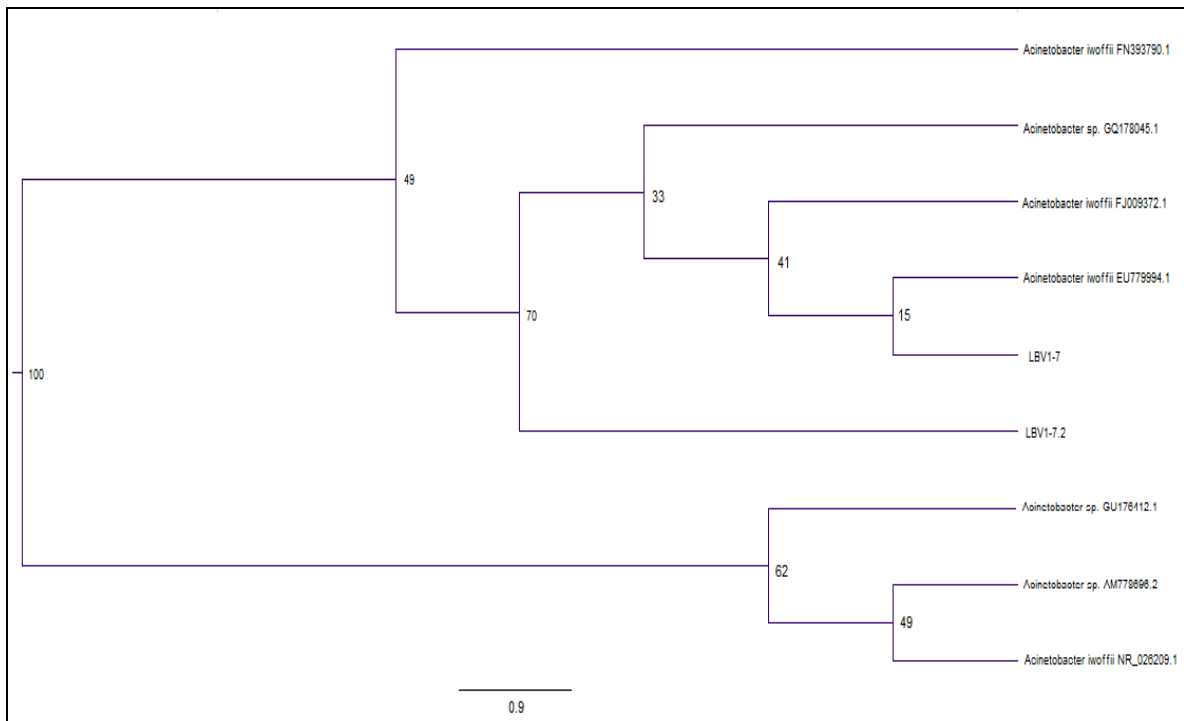 Acinetobacter iwoffii FN393790.1
Acinetobacter sp. GQ178045.1
49
33
Acinetobacter iwoffii FJ009372.1
41
Acinetobacter iwoffii EU779994.1
15
70
LBV1-7
100
LBV1-7.2
Acinetobacter sp. GU176412.1
62
Acinetobacter sp. AM778696.2
49
Acinetobacter iwoffii NR_026209.1
0.9